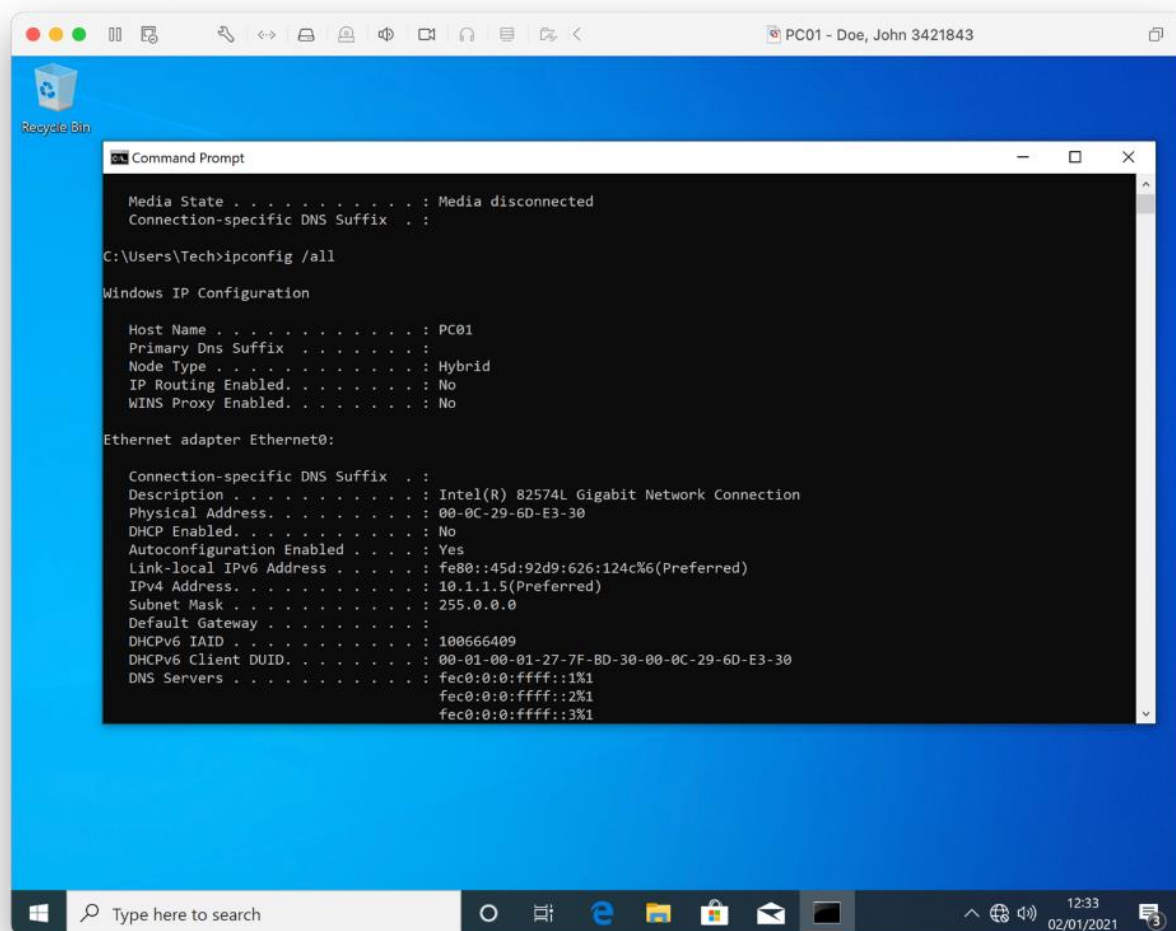 PC01 - Doe, John 3421843
Recycle Bin
Command Prompt
   Media State . . . . . . . . . . . : Media disconnected
   Connection-specific DNS Suffix  . :
C:\Users\Tech>ipconfig /all
Windows IP Configuration
   Host Name . . . . . . . . . . . . : PC01
   Primary Dns Suffix  . . . . . . . :
   Node Type . . . . . . . . . . . . : Hybrid
   IP Routing Enabled. . . . . . . . : No
   WINS Proxy Enabled. . . . . . . . : No
Ethernet adapter Ethernet0:
   Connection-specific DNS Suffix  . :
   Description . . . . . . . . . . . : Intel(R) 82574L Gigabit Network Connection
   Physical Address. . . . . . . . . : 00-0C-29-6D-E3-30
   DHCP Enabled. . . . . . . . . . . : No
   Autoconfiguration Enabled . . . . : Yes
   Link-local IPv6 Address . . . . . : fe80::45d:92d9:626:124c%6(Preferred)
   IPv4 Address. . . . . . . . . . . : 10.1.1.5(Preferred)
   Subnet Mask . . . . . . . . . . . : 255.0.0.0
   Default Gateway . . . . . . . . . :
   DHCPv6 IAID . . . . . . . . . . . : 100666409
   DHCPv6 Client DUID. . . . . . . . : 00-01-00-01-27-7F-BD-30-00-0C-29-6D-E3-30
   DNS Servers . . . . . . . . . . . : fec0:0:0:ffff::1%1
                                       fec0:0:0:ffff::2%1
                                       fec0:0:0:ffff::3%1
Type here to search
12:33
02/01/2021
3